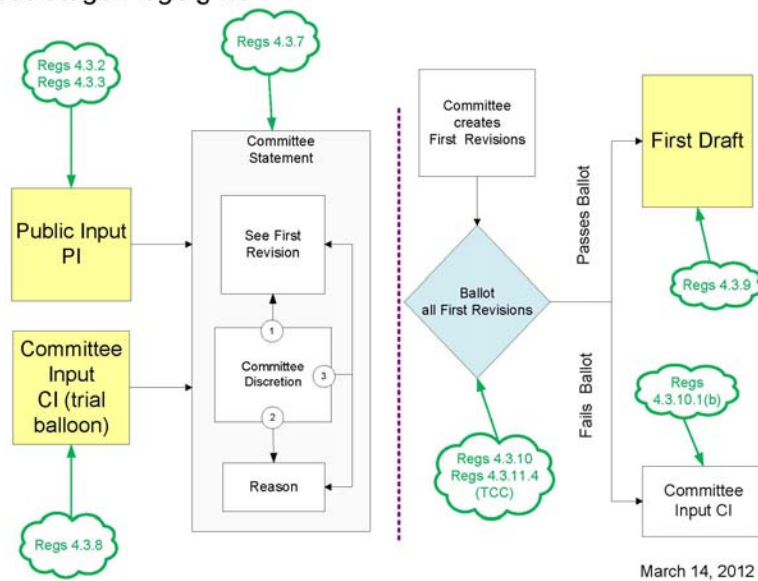 Regs 4.3.2
Regs 4.3.3
Regs 4.3.7
Committee
Statement
Public Input
PI
See First
Revision
1
Committee
Input
CI (trial
balloon)
Committee
Discretion
3
2
Reason
Regs 4.3.8
Committee
creates
First Revisions
Ballot
all First Revisions
Passes Ballot
Fails Ballot
First Draft
Regs 4.3.9
Regs
4.3.10.1(b)
Regs 4.3.10
Regs 4.3.11.4
(TCC)
Committee
Input CI
March 14, 2012